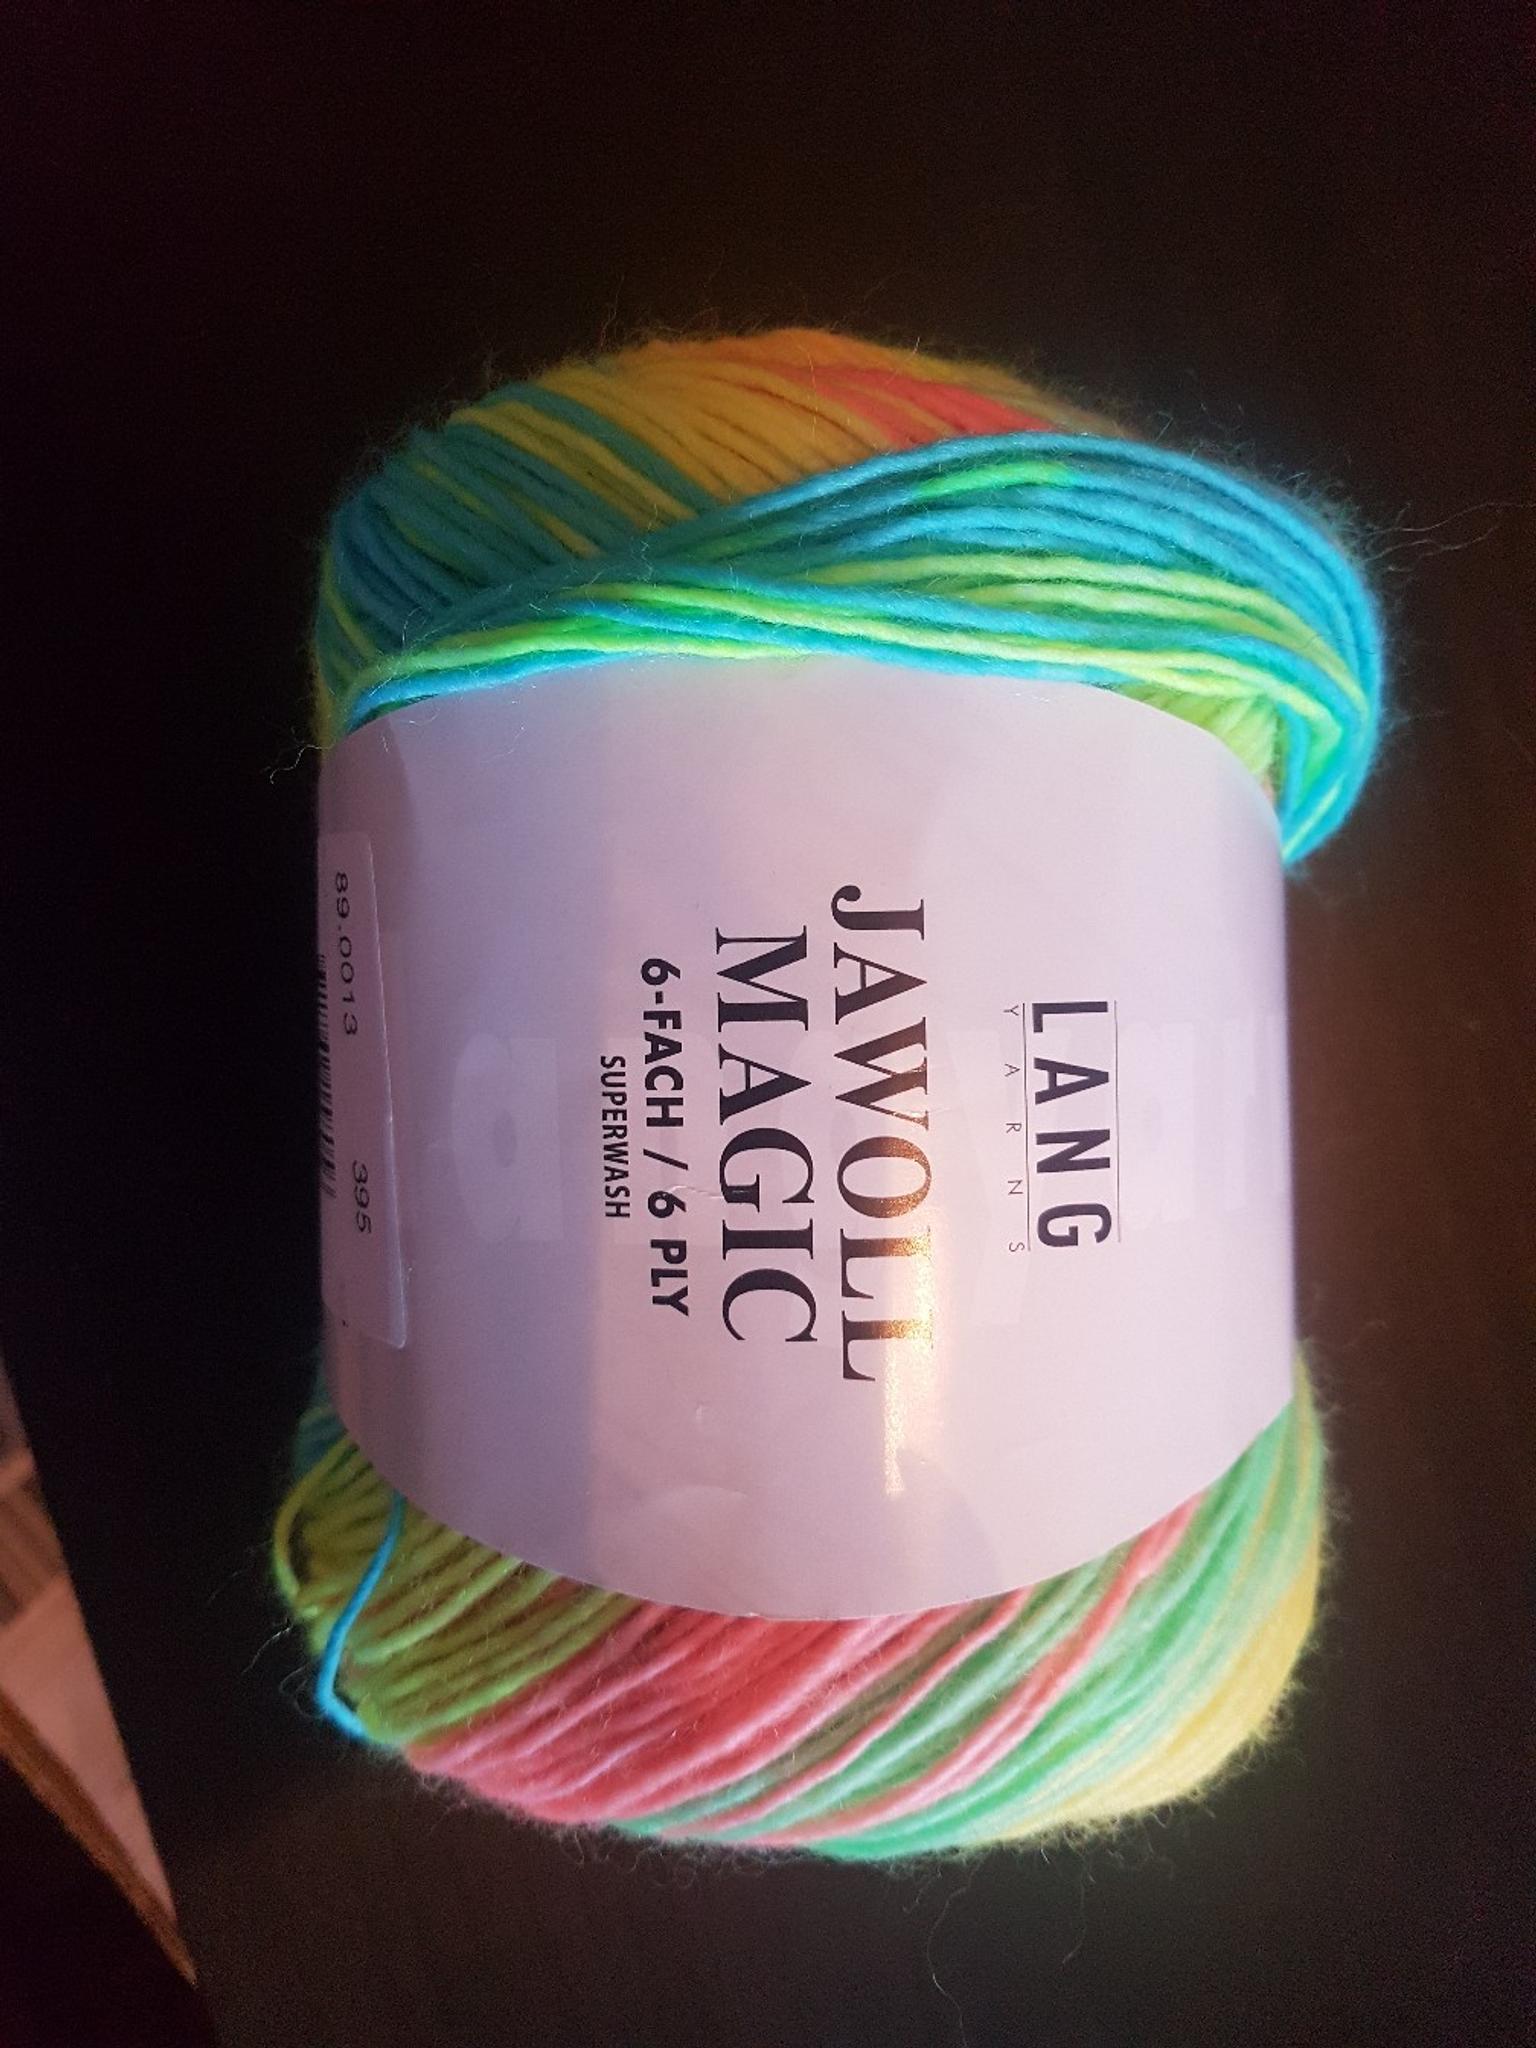 LANG
YARNS
JAWOLL
MAGIC
6-FACH / 6 PLY
SUPERWASH
89.0013 395